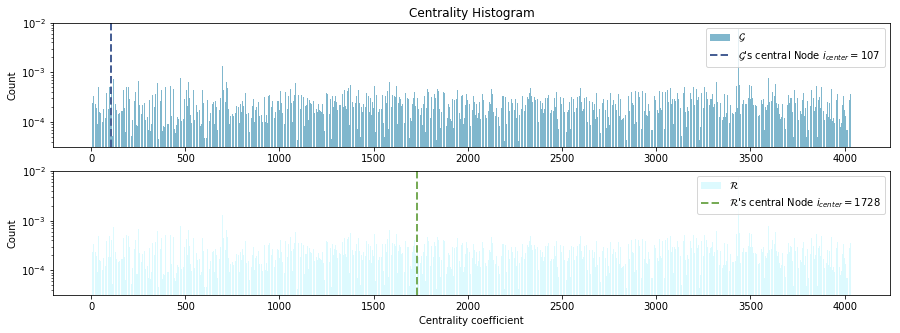 Centrality Histogram
10⁻²
10⁻³
10⁻⁴
Count
𝒢
𝒢's central Node i_center = 107
0 500 1000 1500 2000 2500 3000 3500 4000
10⁻²
10⁻³
10⁻⁴
Count
ℛ
ℛ's central Node i_center = 1728
0 500 1000 1500 2000 2500 3000 3500 4000
Centrality coefficient